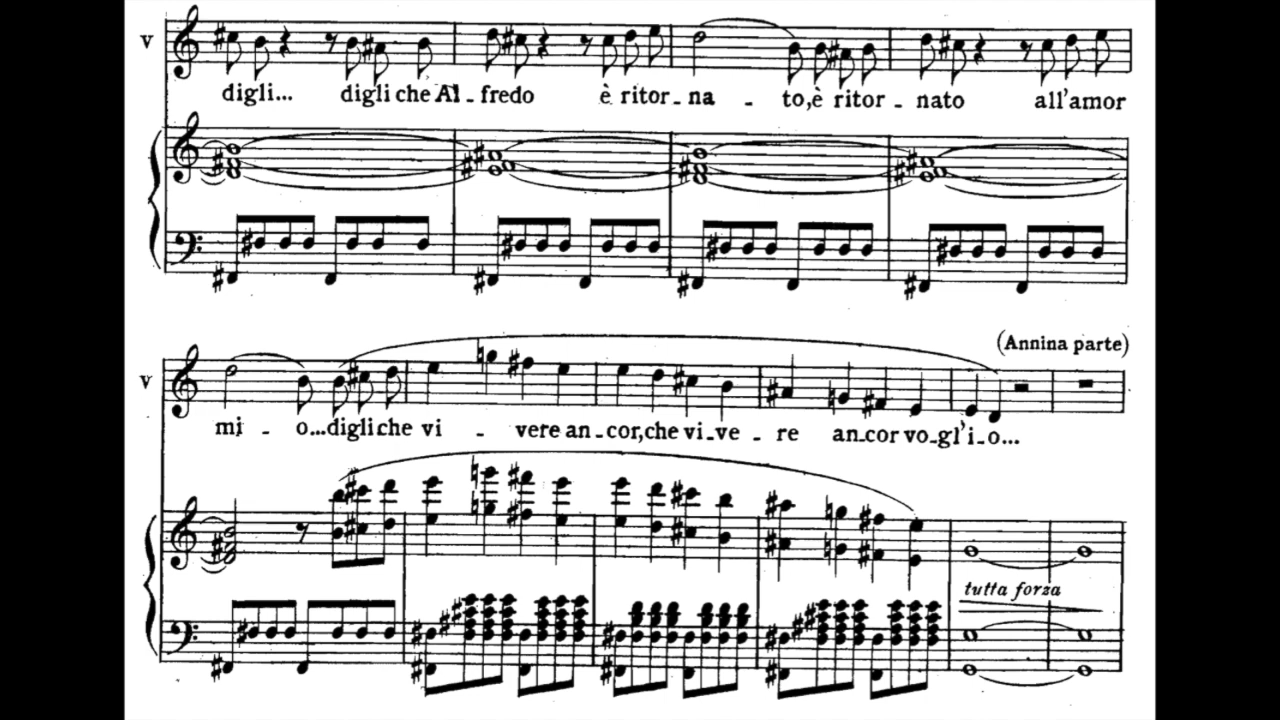 V
digli... digli che Al - fredo è ritor - na - to, è ritor - nato all'amor
(Annina parte)
V
mi - o... digli che vi - vere an - cor, che vi - ve - re an - cor vo - gl'i - o...
tutta forza